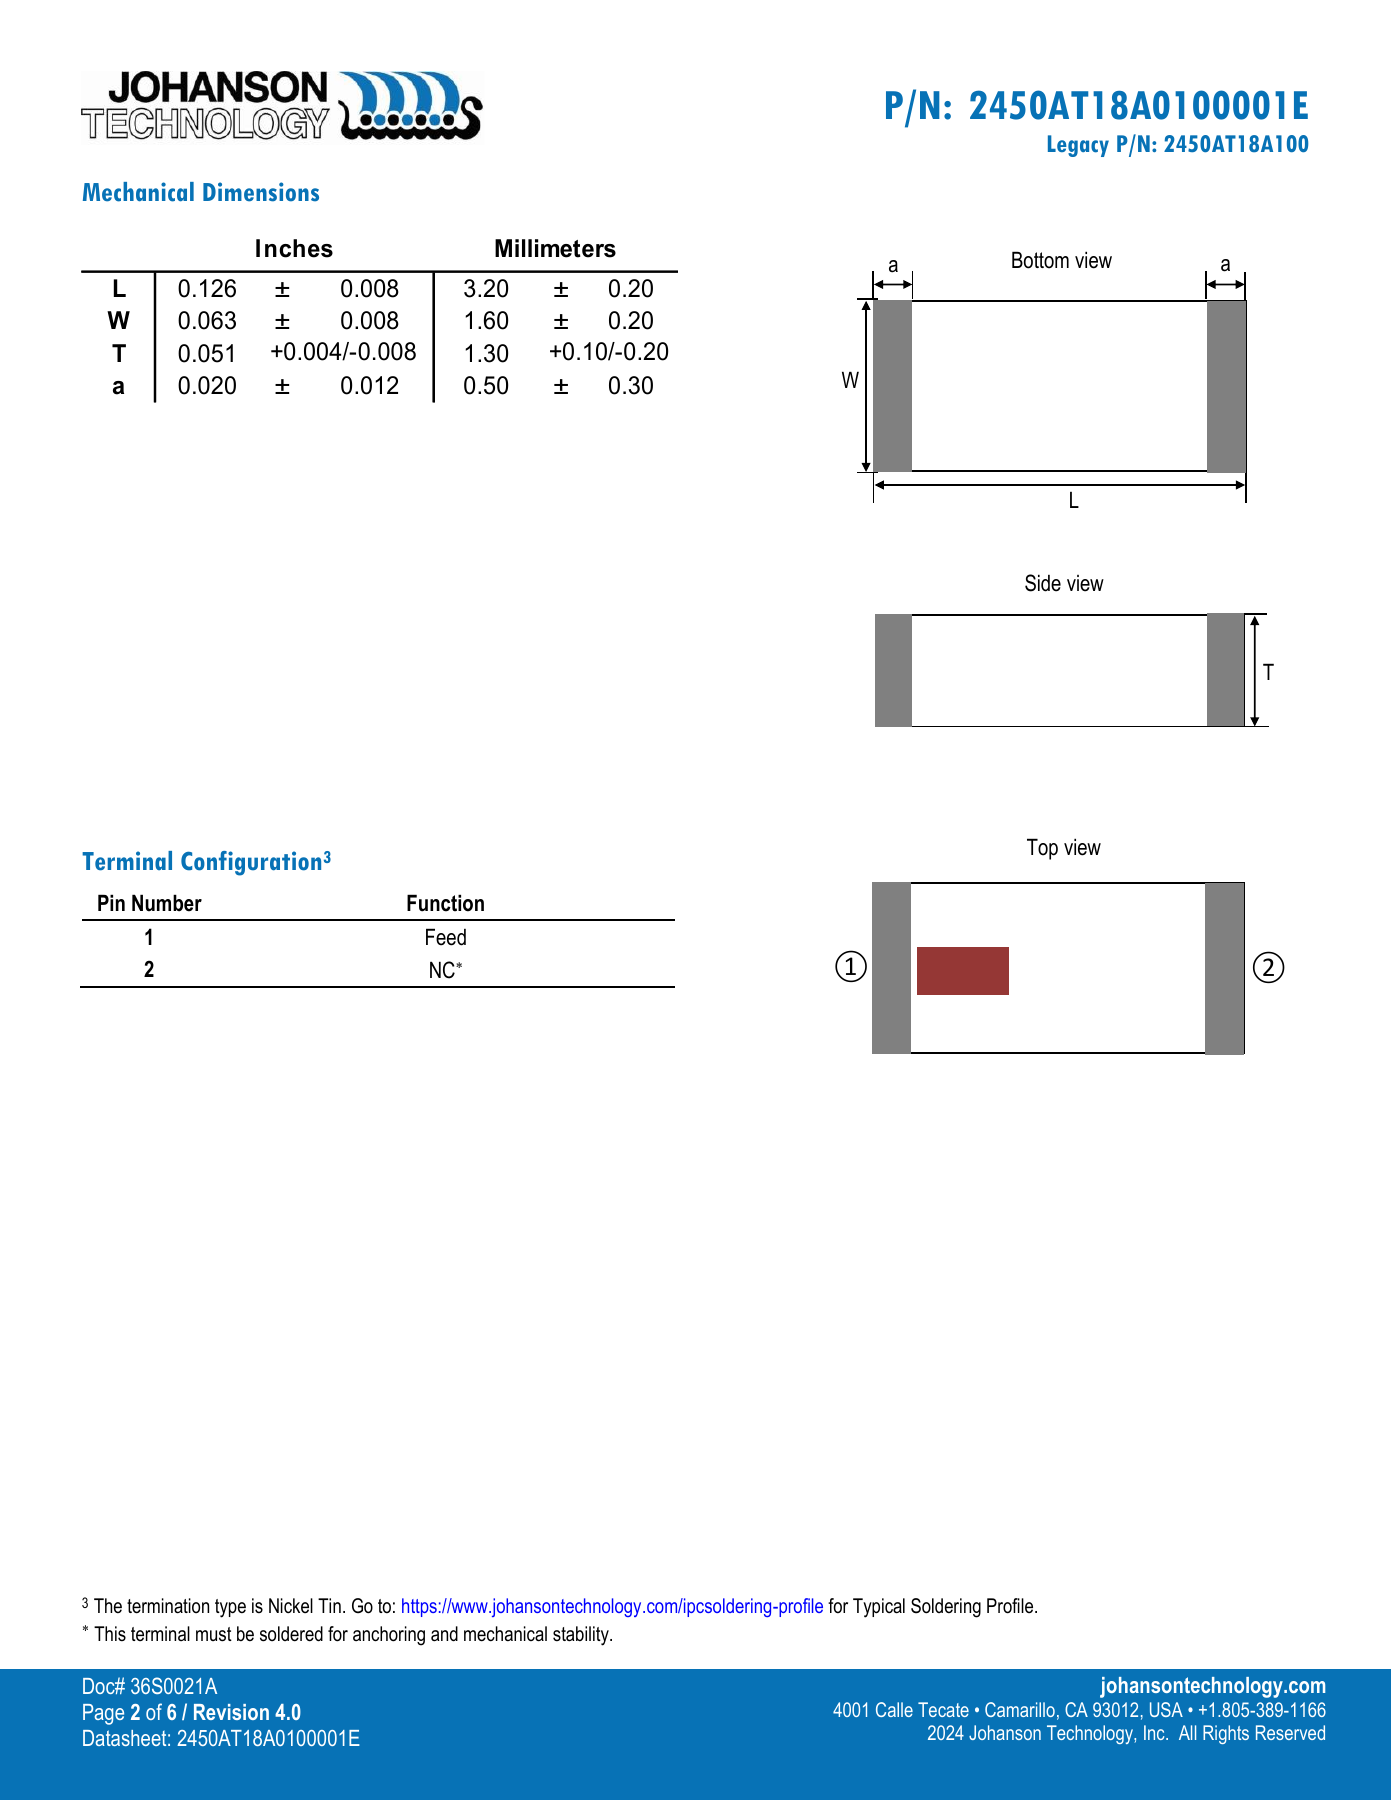 JOHANSON
TECHNOLOGY
P/N: 2450AT18A0100001E
Legacy P/N: 2450AT18A100
Mechanical Dimensions
Inches Millimeters
L 0.126 ± 0.008 3.20 ± 0.20
W 0.063 ± 0.008 1.60 ± 0.20
T 0.051 +0.004/-0.008 1.30 +0.10/-0.20
a 0.020 ± 0.012 0.50 ± 0.30
a Bottom view a
W
L
Side view
T
Terminal Configuration³
Pin Number Function
1 Feed
2 NC*
Top view
① ②
³ The termination type is Nickel Tin. Go to: https://www.johansontechnology.com/ipcsoldering-profile for Typical Soldering Profile.
* This terminal must be soldered for anchoring and mechanical stability.
Doc# 36S0021A
Page 2 of 6 / Revision 4.0
Datasheet: 2450AT18A0100001E
johansontechnology.com
4001 Calle Tecate • Camarillo, CA 93012, USA • +1.805-389-1166
2024 Johanson Technology, Inc. All Rights Reserved